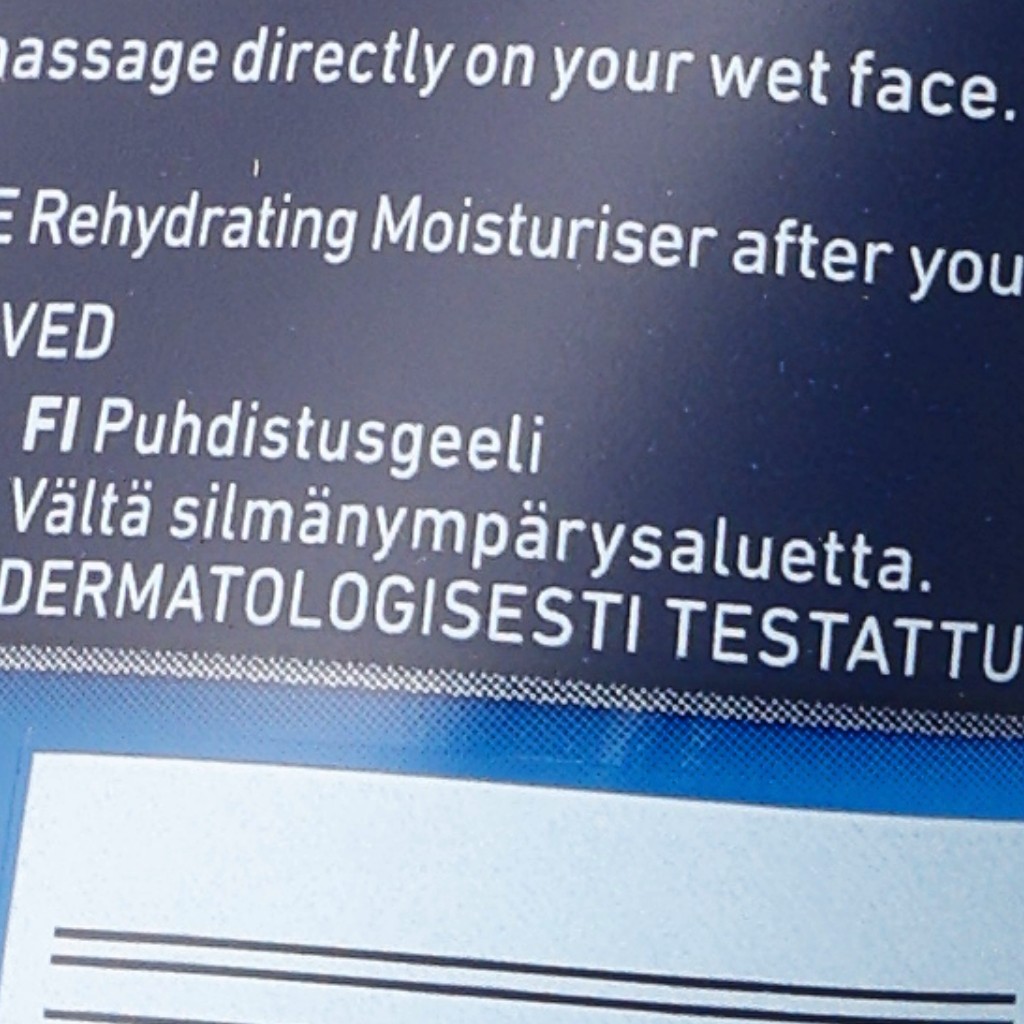 massage directly on your wet face.
E Rehydrating Moisturiser after you
VED
FI Puhdistusgeeli
Vältä silmänympärysaluetta.
DERMATOLOGISESTI TESTATTU